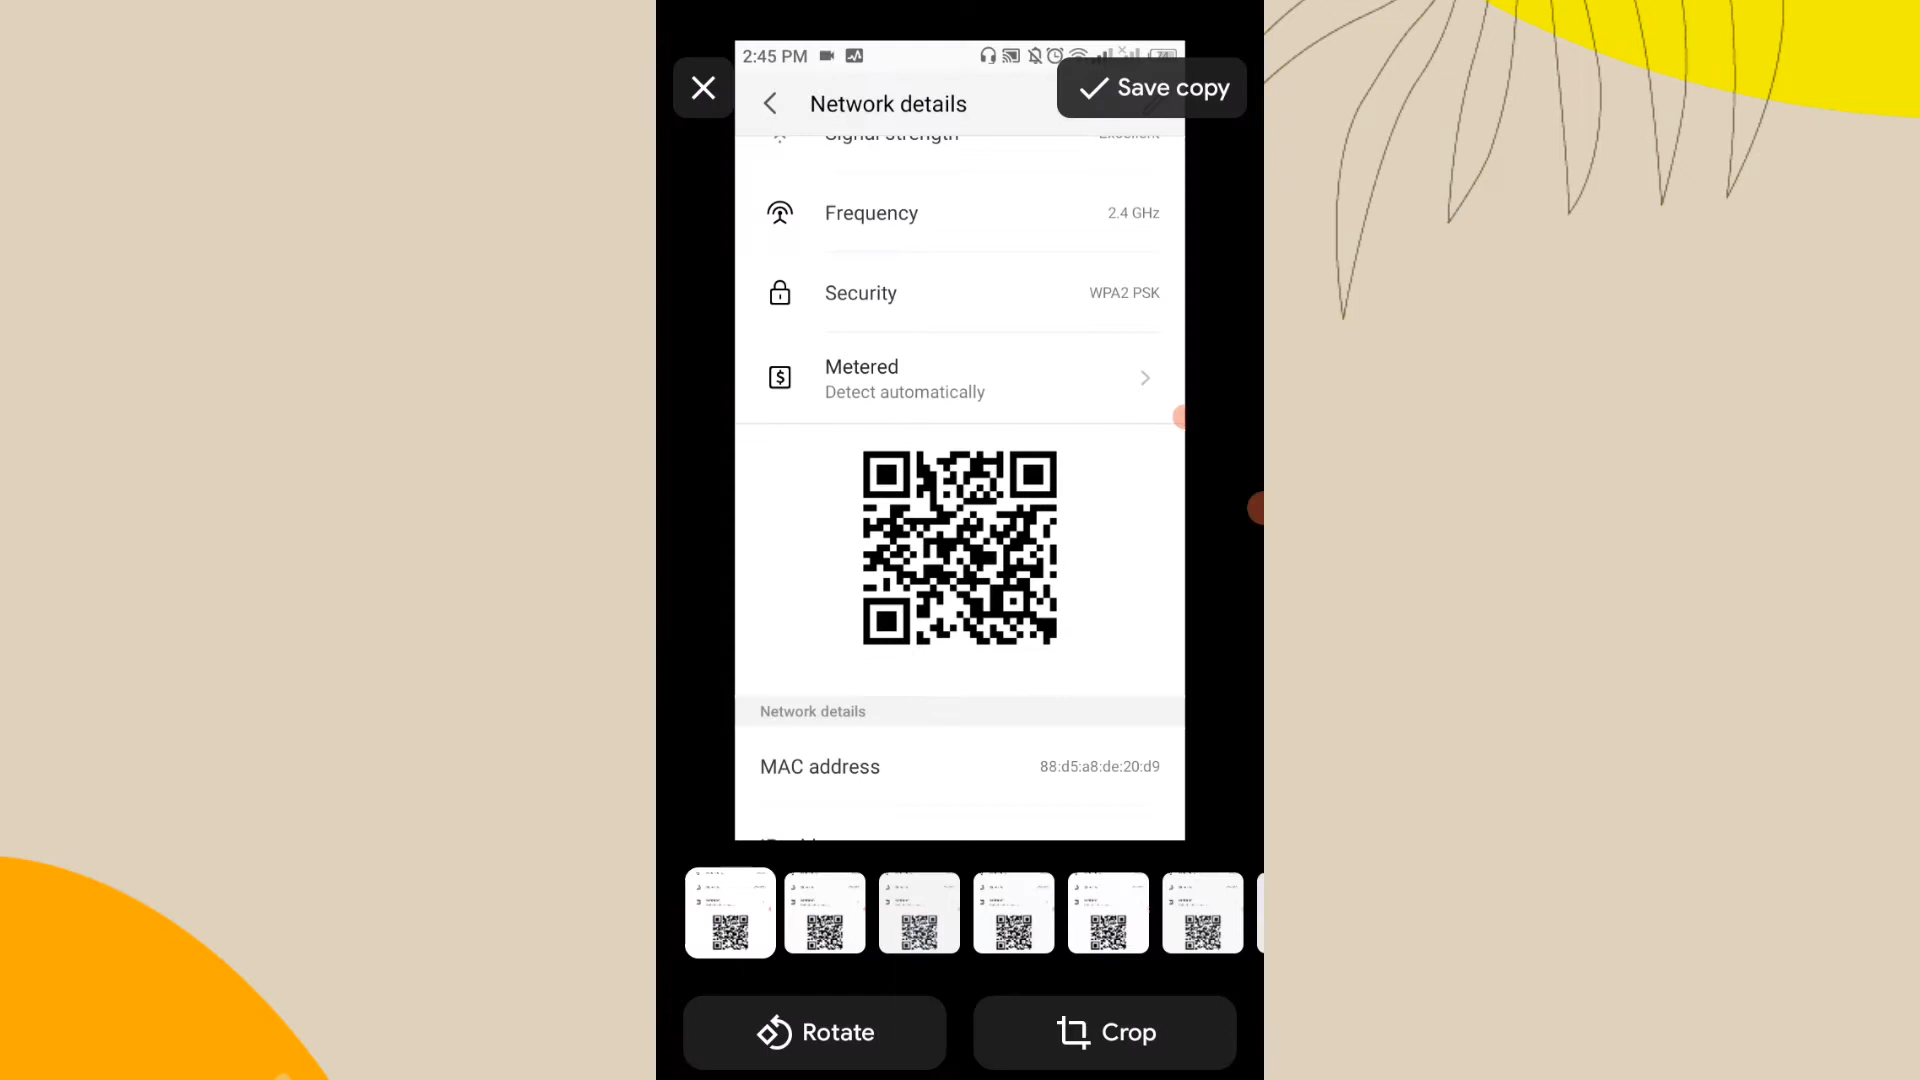 2:45 PM
Save copy
Network details
Signal strength Excellent
Frequency 2.4 GHz
Security WPA2 PSK
Metered
Detect automatically
Network details
MAC address 88:d5:a8:de:20:d9
Rotate
Crop